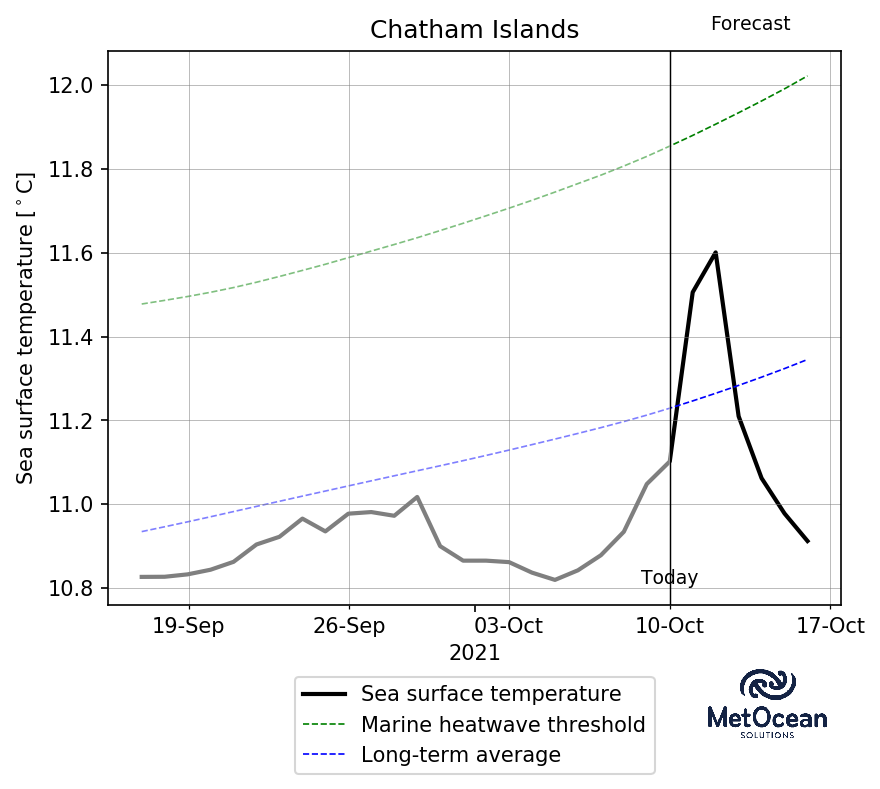 Chatham Islands
Forecast
Sea surface temperature [°C]
12.0
11.8
11.6
11.4
11.2
11.0
10.8
Today
19-Sep 26-Sep 03-Oct 10-Oct 17-Oct
2021
Sea surface temperature
Marine heatwave threshold
Long-term average
MetOcean
SOLUTIONS